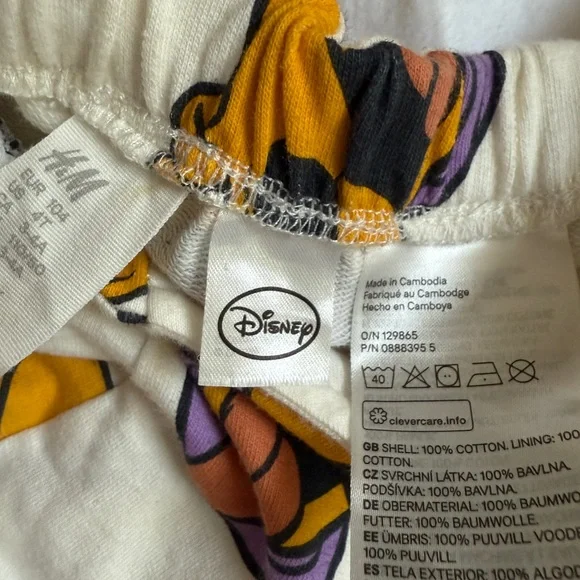 H&M
EUR 104
US 4T
Disney
Made in Cambodia
Fabriqué au Cambodge
Hecho en Camboya
O/N 129865
P/N 0888395 5
40
clevercare.info
GB SHELL: 100% COTTON. LINING: 100
COTTON.
CZ SVRCHNÍ LÁTKA: 100% BAVLNA.
PODŠÍVKA: 100% BAVLNA.
DE OBERMATERIAL: 100% BAUMWO
FUTTER: 100% BAUMWOLLE.
EE ÜMBRIS: 100% PUUVILL. VOODE
100% PUUVILL.
ES TELA EXTERIOR: 100% ALGOD